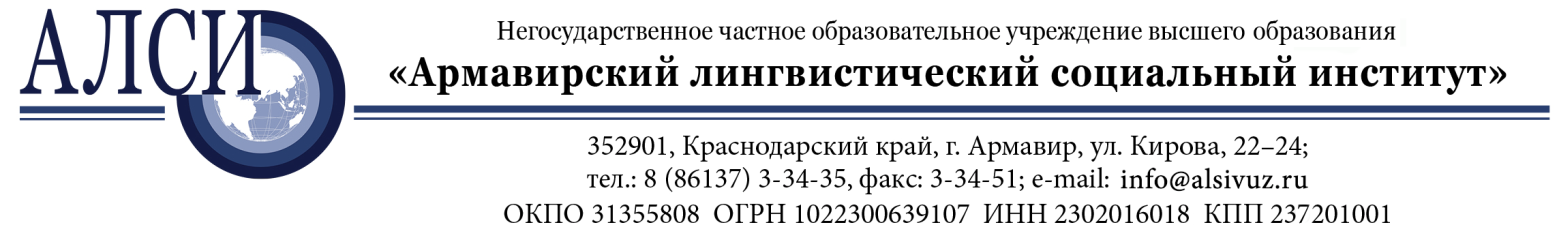 АЛСИ
Негосударственное частное образовательное учреждение высшего образования
«Армавирский лингвистический социальный институт»
352901, Краснодарский край, г. Армавир, ул. Кирова, 22–24;
тел.: 8 (86137) 3-34-35, факс: 3-34-51; e-mail: info@alsivuz.ru
ОКПО 31355808 ОГРН 1022300639107 ИНН 2302016018 КПП 237201001